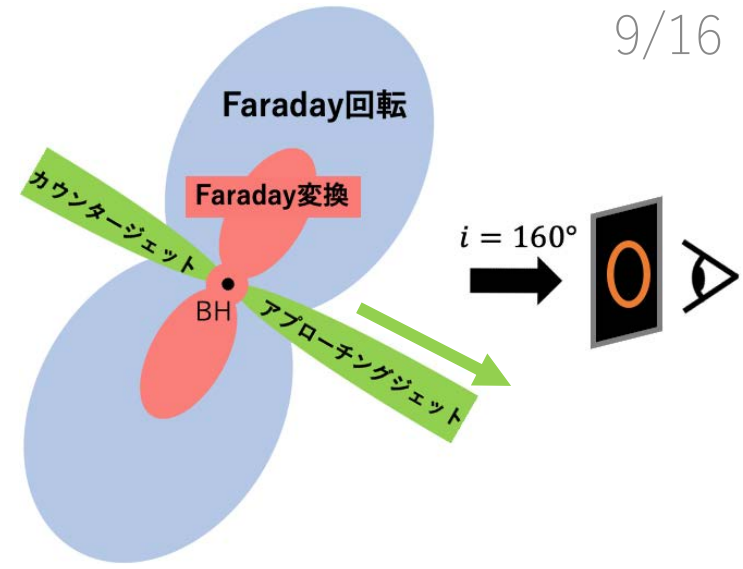 9/16
Faraday回転
Faraday変換
カウンタージェット
i = 160°
BH
アプローチングジェット